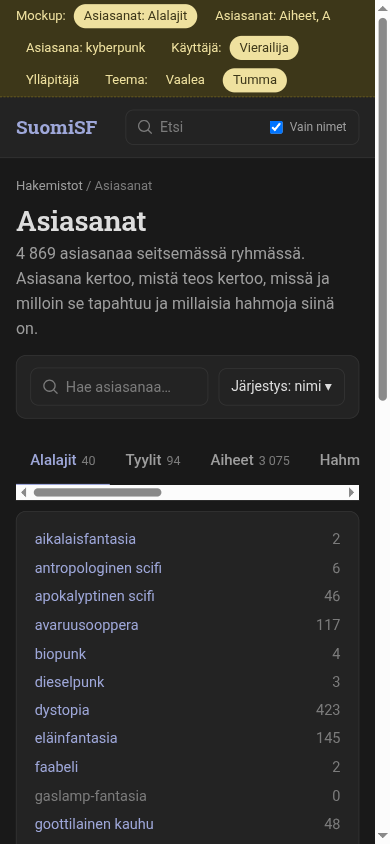 Mockup: Asiasanat: Alalajit Asiasanat: Aiheet, A
Asiasana: kyberpunk Käyttäjä: Vierailija
Ylläpitäjä Teema: Vaalea Tumma
SuomiSF Etsi Vain nimet
Hakemistot / Asiasanat
Asiasanat
4 869 asiasanaa seitsemässä ryhmässä.
Asiasana kertoo, mistä teos kertoo, missä ja
milloin se tapahtuu ja millaisia hahmoja siinä
on.
Hae asiasanaa... Järjestys: nimi ▾
Alalajit 40 Tyylit 94 Aiheet 3 075 Hahm
aikalaisfantasia 2
antropologinen scifi 6
apokalyptinen scifi 46
avaruusooppera 117
biopunk 4
dieselpunk 3
dystopia 423
eläinfantasia 145
faabeli 2
gaslamp-fantasia 0
goottilainen kauhu 48